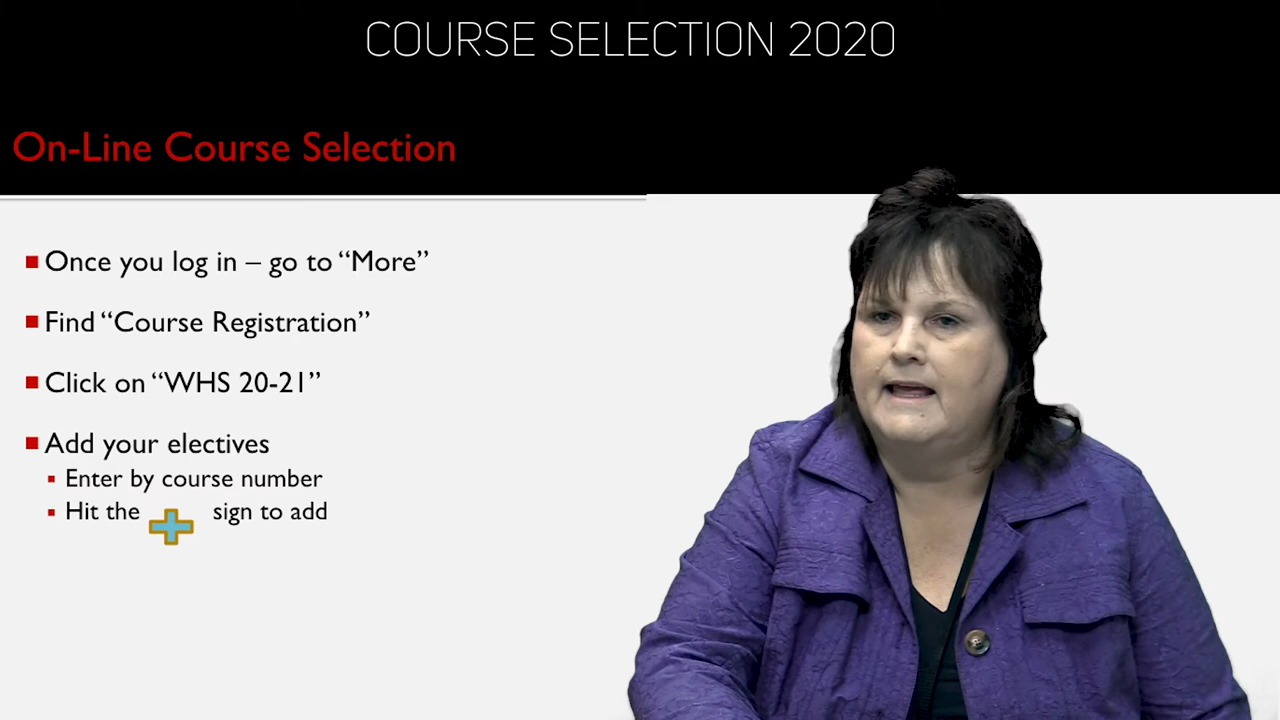 COURSE SELECTION 2020
On-Line Course Selection
Once you log in – go to “More”
Find “Course Registration”
Click on “WHS 20-21”
Add your electives
Enter by course number
Hit the sign to add